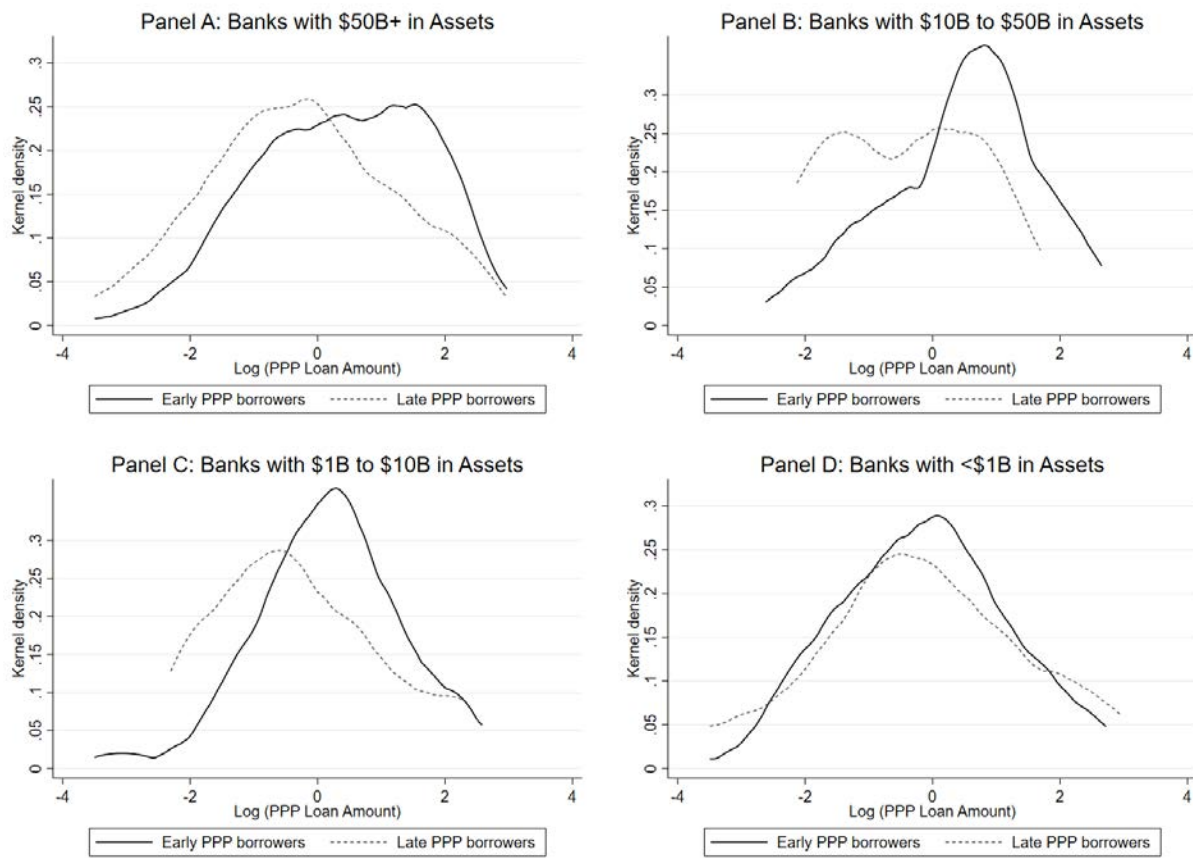 Panel A: Banks with $50B+ in Assets
Kernel density
.3
.25
.2
.15
.1
.05
0
-4 -2 0 2 4
Log (PPP Loan Amount)
Early PPP borrowers Late PPP borrowers
Panel B: Banks with $10B to $50B in Assets
Kernel density
.3
.25
.2
.15
.1
.05
0
-4 -2 0 2 4
Log (PPP Loan Amount)
Early PPP borrowers Late PPP borrowers
Panel C: Banks with $1B to $10B in Assets
Kernel density
.3
.25
.2
.15
.1
.05
0
-4 -2 0 2 4
Log (PPP Loan Amount)
Early PPP borrowers Late PPP borrowers
Panel D: Banks with <$1B in Assets
Kernel density
.3
.25
.2
.15
.1
.05
0
-4 -2 0 2 4
Log (PPP Loan Amount)
Early PPP borrowers Late PPP borrowers